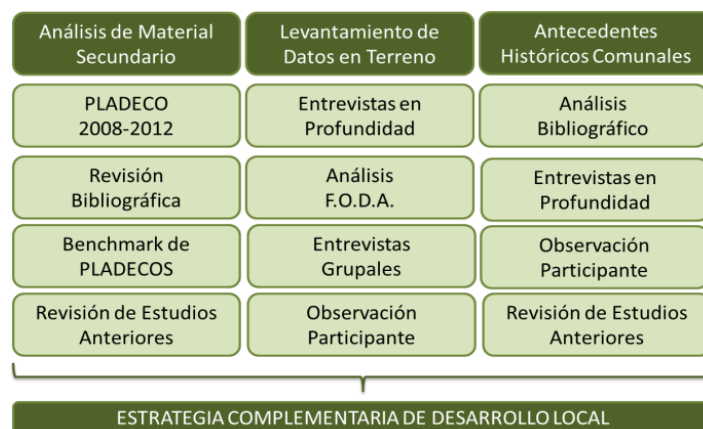 Análisis de Material
Secundario
PLADECO
2008-2012
Revisión
Bibliográfica
Benchmark de
PLADECOS
Revisión de Estudios
Anteriores
Levantamiento de
Datos en Terreno
Entrevistas en
Profundidad
Análisis
F.O.D.A.
Entrevistas
Grupales
Observación
Participante
Antecedentes
Históricos Comunales
Análisis
Bibliográfico
Entrevistas en
Profundidad
Observación
Participante
Revisión de Estudios
Anteriores
ESTRATEGIA COMPLEMENTARIA DE DESARROLLO LOCAL